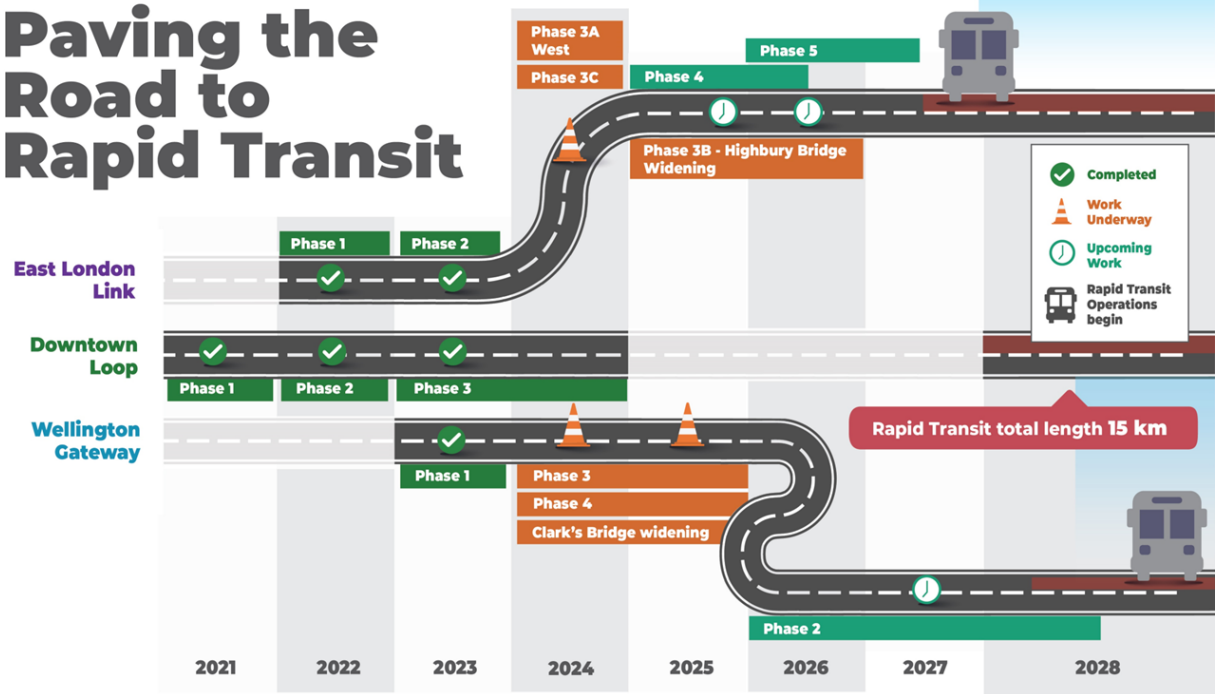 Paving the
Road to
Rapid Transit
Phase 3A
West
Phase 3C
Phase 5
Phase 4
Phase 3B - Highbury Bridge
Widening
Completed
Work
Underway
Upcoming
Work
Rapid Transit
Operations
begin
Phase 1
Phase 2
East London
Link
Downtown
Loop
Phase 1
Phase 2
Phase 3
Wellington
Gateway
Rapid Transit total length 15 km
Phase 1
Phase 3
Phase 4
Clark's Bridge widening
Phase 2
2021
2022
2023
2024
2025
2026
2027
2028